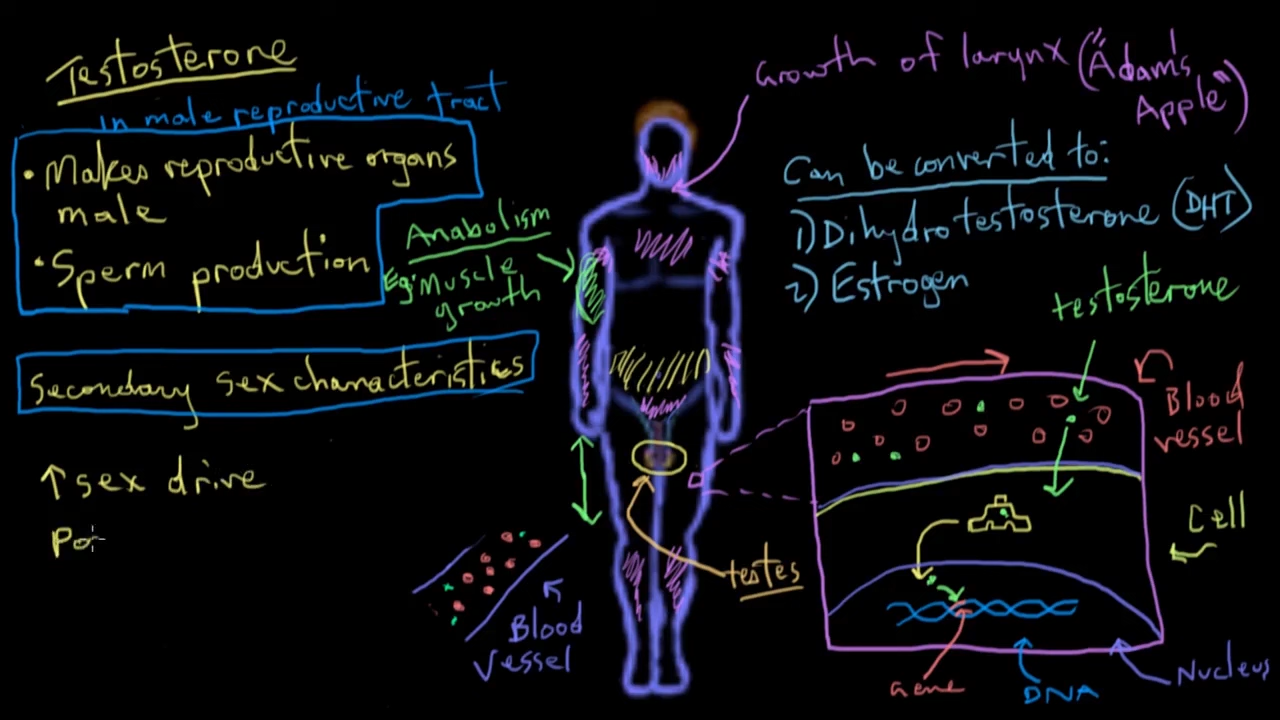 Testosterone
in male reproductive tract
• Makes reproductive organs
male
• Sperm production
Anabolism
Eg: Muscle
growth
Secondary sex characteristics
↑ sex drive
Po
Growth of larynx ("Adam's
Apple")
Can be converted to:
1) Dihydrotestosterone (DHT)
2) Estrogen
testosterone
Blood
vessel
Cell
testes
Blood
vessel
Gene
DNA
Nucleus